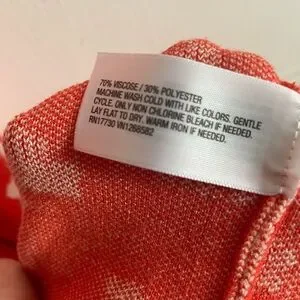 70% VISCOSE / 30% POLYESTER
MACHINE WASH COLD WITH LIKE COLORS. GENTLE
CYCLE. ONLY NON CHLORINE BLEACH IF NEEDED.
LAY FLAT TO DRY. WARM IRON IF NEEDED.
RN17730 VN1268582